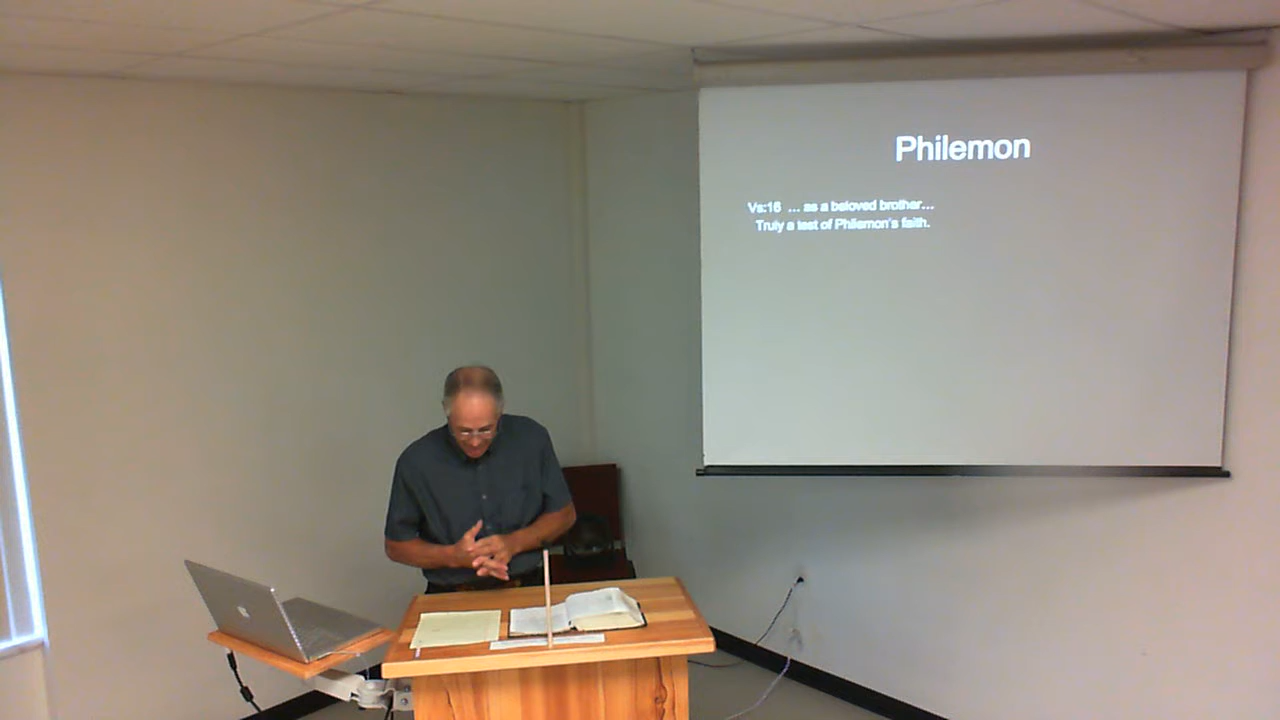 Philemon
Vs:16 ... as a beloved brother...
Truly a test of Philemon's faith.